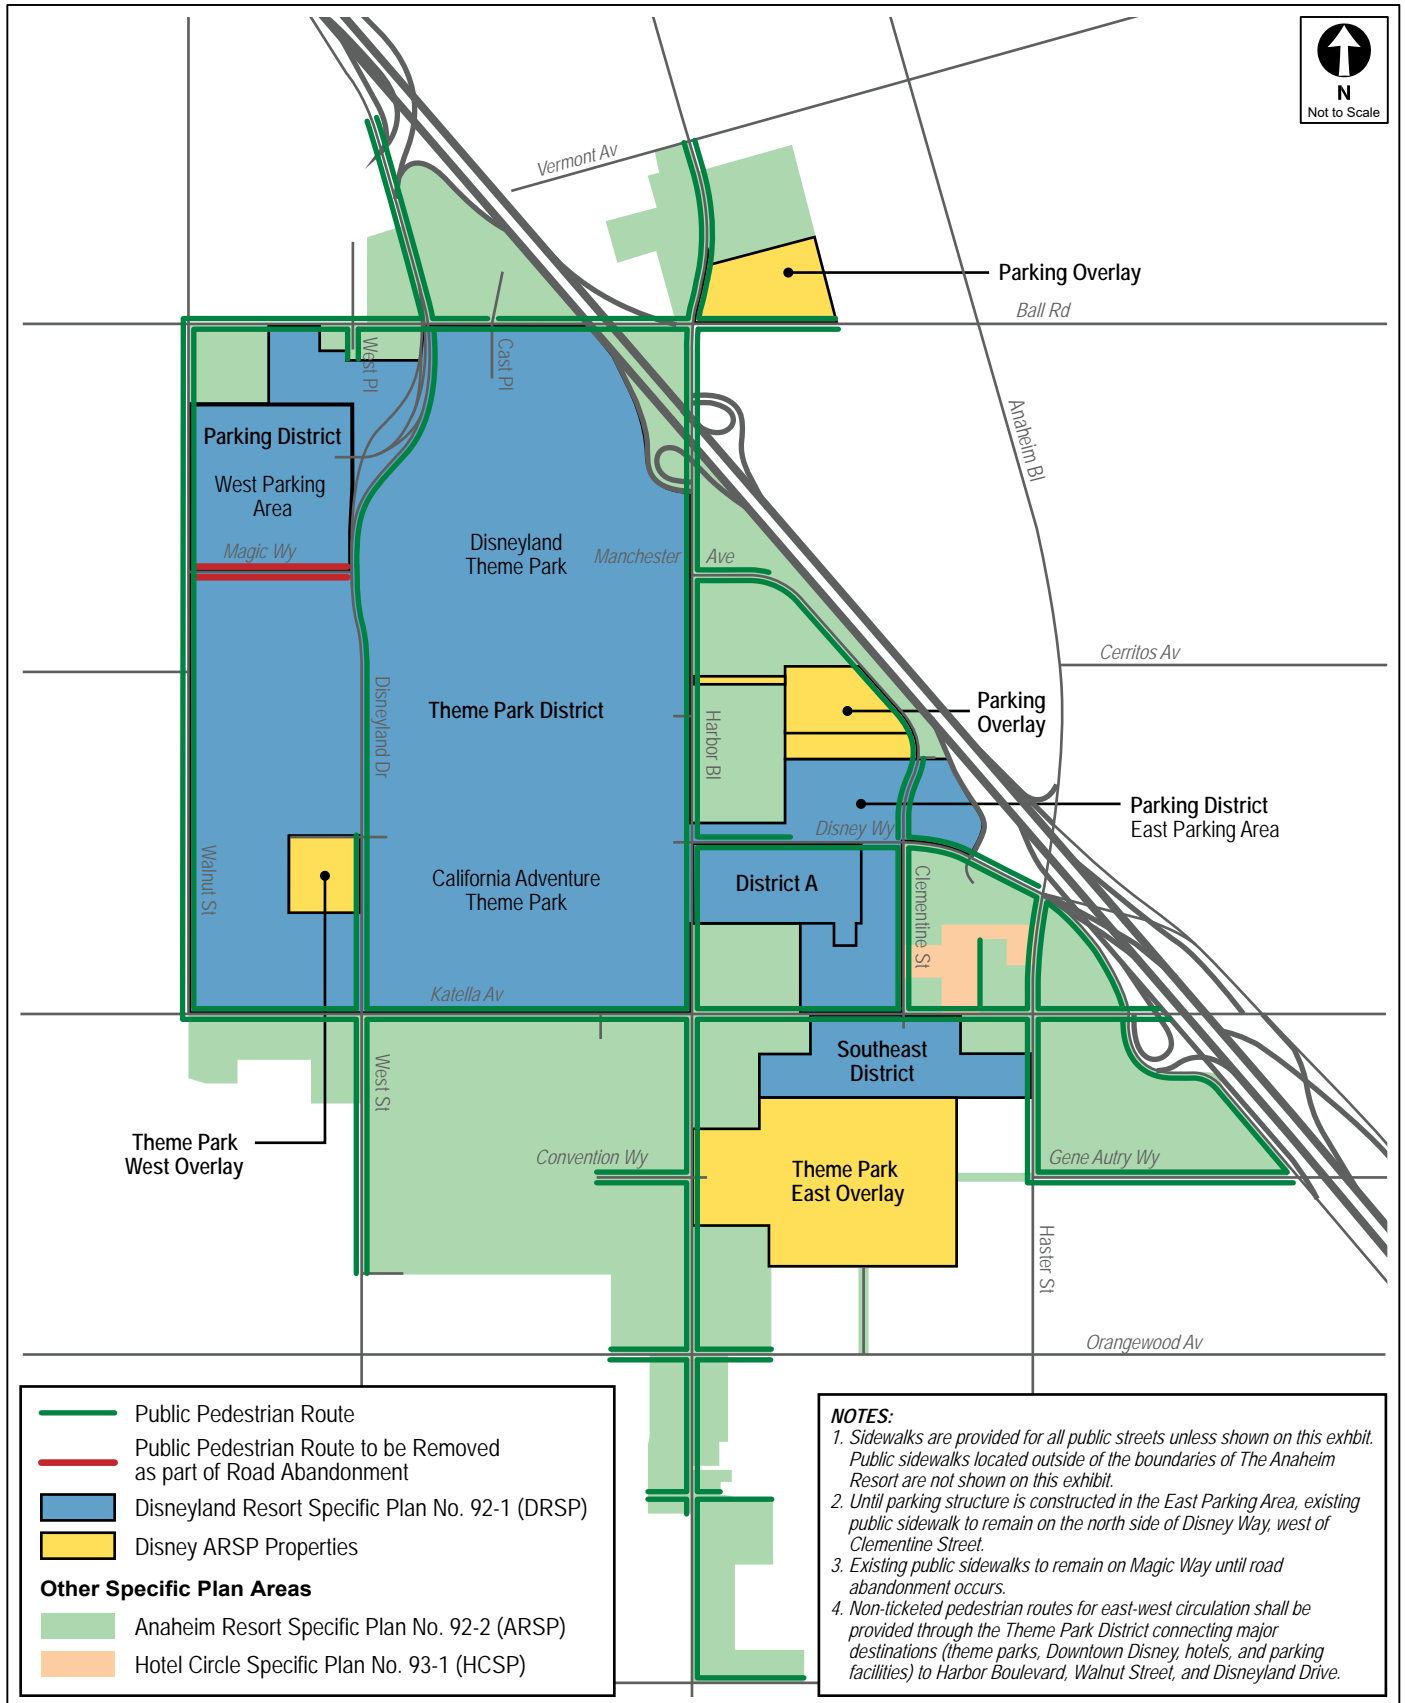 N
Not to Scale
Vermont Av
Parking Overlay
Ball Rd
West Pl
Cast Pl
Anaheim Bl
Parking District
West Parking
Area
Magic Wy
Disneyland
Theme Park
Manchester Ave
Cerritos Av
Disneyland Dr
Theme Park District
Harbor Bl
Parking
Overlay
Parking District
East Parking Area
Disney Wy
Walnut St
California Adventure
Theme Park
District A
Clementine St
Katella Av
Southeast
District
West St
Theme Park
West Overlay
Convention Wy
Theme Park
East Overlay
Gene Autry Wy
Haster St
Orangewood Av
Public Pedestrian Route
Public Pedestrian Route to be Removed
as part of Road Abandonment
Disneyland Resort Specific Plan No. 92-1 (DRSP)
Disney ARSP Properties
Other Specific Plan Areas
Anaheim Resort Specific Plan No. 92-2 (ARSP)
Hotel Circle Specific Plan No. 93-1 (HCSP)
NOTES:
1. Sidewalks are provided for all public streets unless shown on this exhbit.
Public sidewalks located outside of the boundaries of The Anaheim
Resort are not shown on this exhibit.
2. Until parking structure is constructed in the East Parking Area, existing
public sidewalk to remain on the north side of Disney Way, west of
Clementine Street.
3. Existing public sidewalks to remain on Magic Way until road
abandonment occurs.
4. Non-ticketed pedestrian routes for east-west circulation shall be
provided through the Theme Park District connecting major
destinations (theme parks, Downtown Disney, hotels, and parking
facilities) to Harbor Boulevard, Walnut Street, and Disneyland Drive.